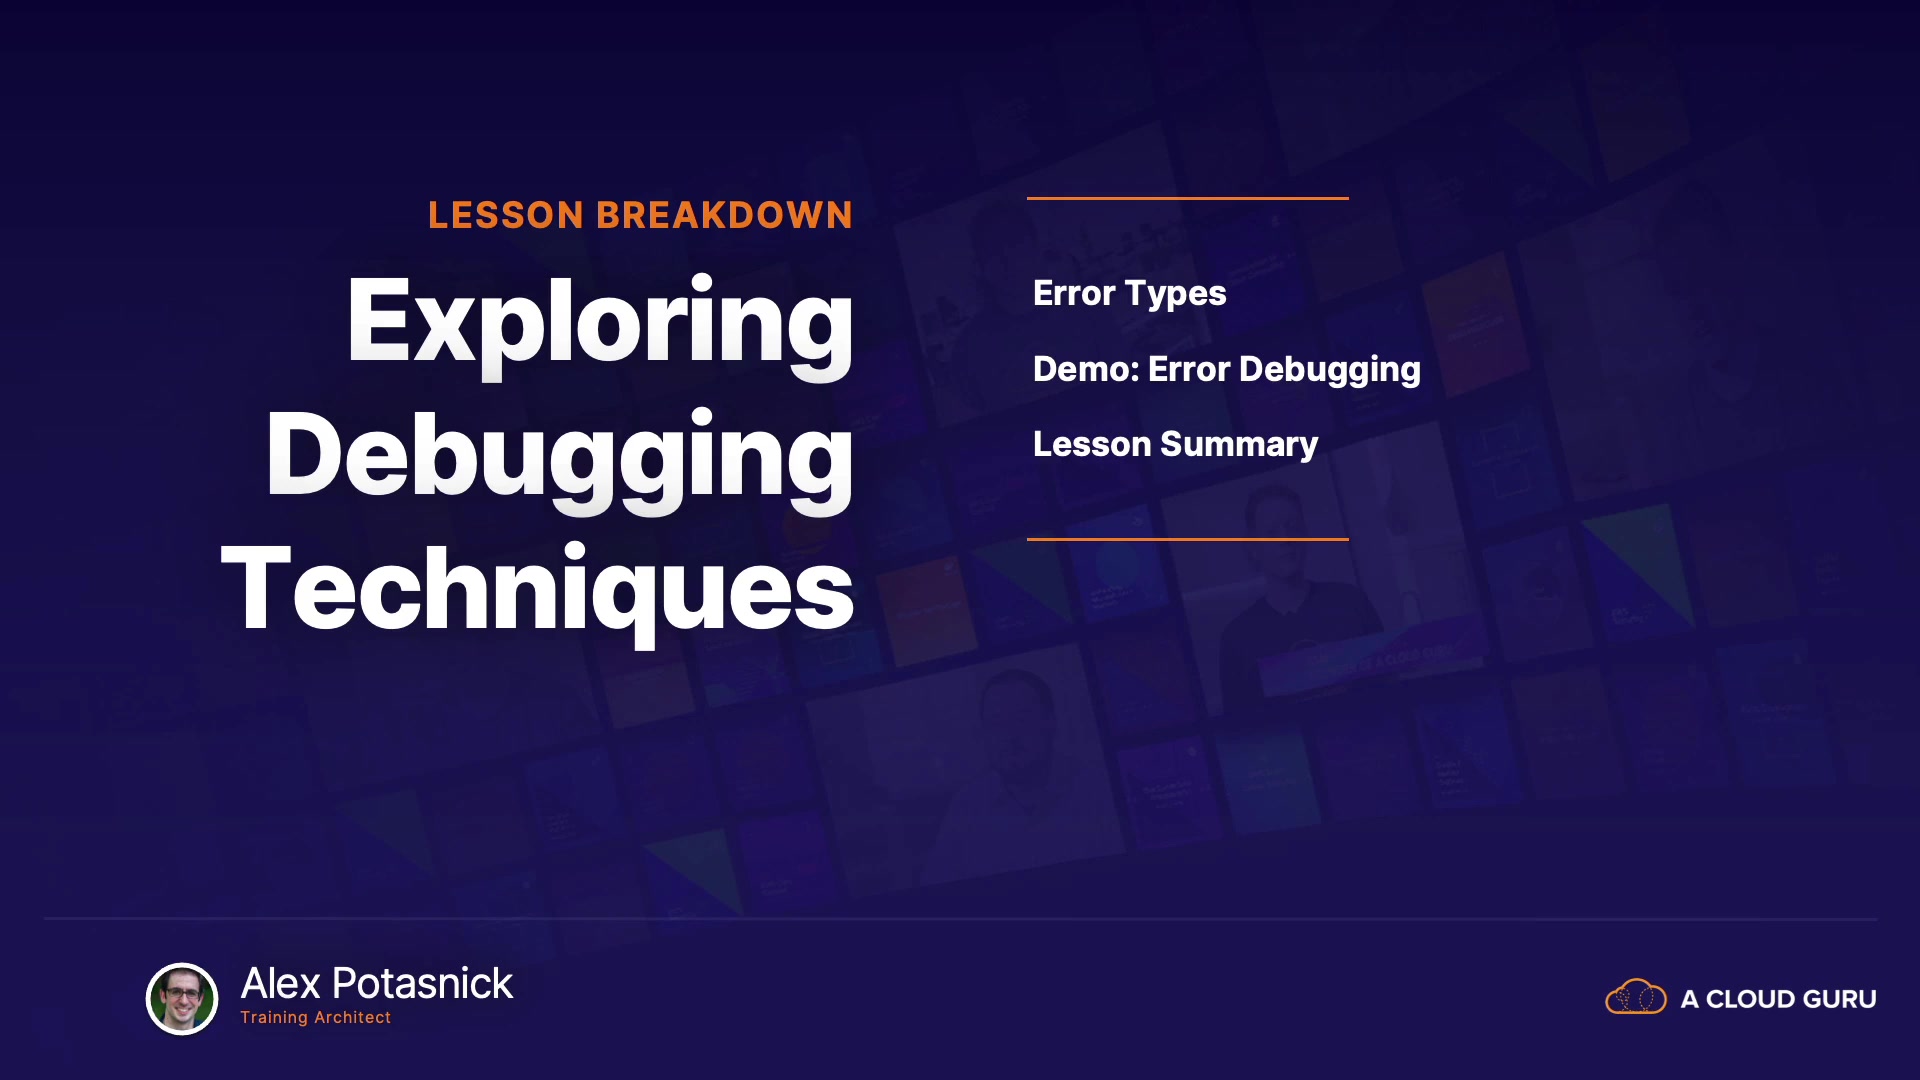 LESSON BREAKDOWN
Exploring
Debugging
Techniques
Error Types
Demo: Error Debugging
Lesson Summary
Alex Potasnick
Training Architect
A CLOUD GURU